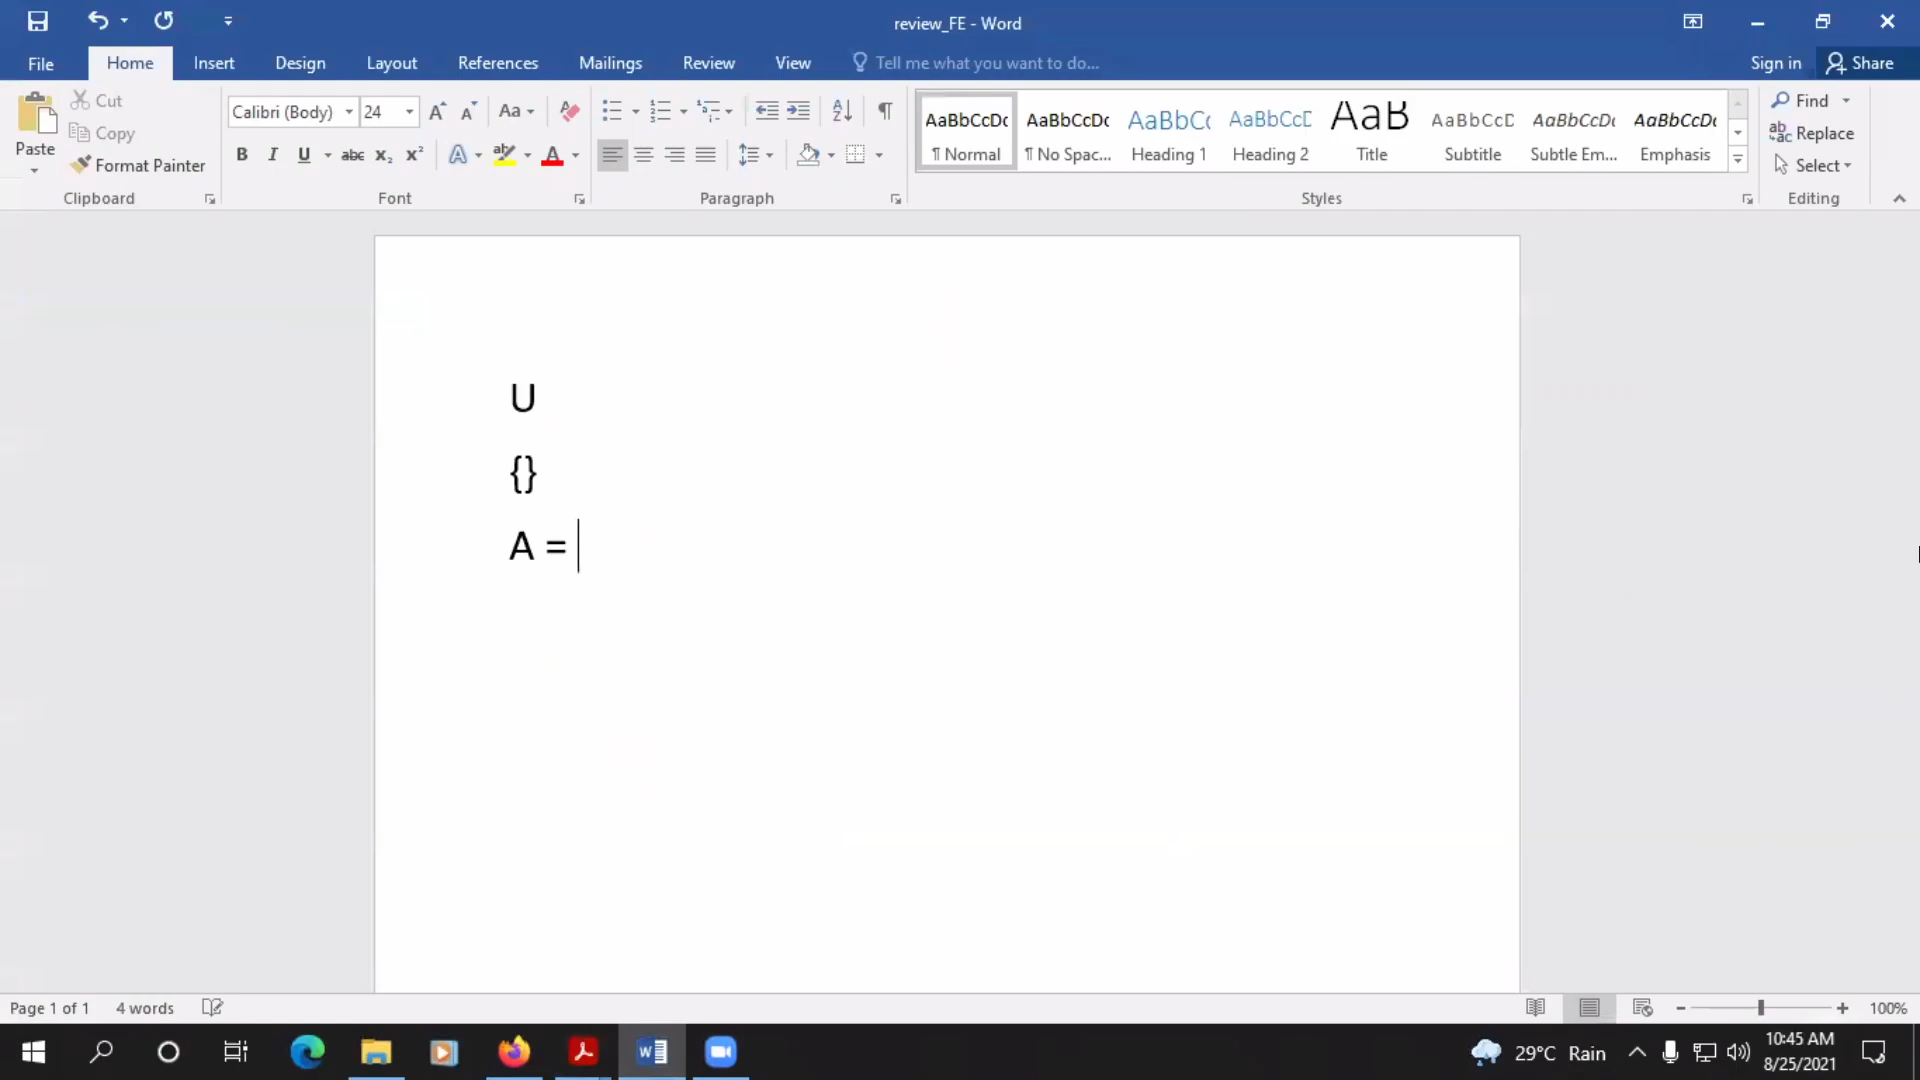 review_FE - Word
File Home Insert Design Layout References Mailings Review View Tell me what you want to do... Sign in Share
Paste
Cut
Copy
Format Painter
Clipboard
Calibri (Body) 24 Aa
B I U abc x₂ x² A A
Font
Paragraph
AaBbCcDc AaBbCcDc AaBbCc AaBbCcD AaB AaBbCcD AaBbCcDc AaBbCcDc
¶ Normal ¶ No Spac... Heading 1 Heading 2 Title Subtitle Subtle Em... Emphasis
Styles
Find
Replace
Select
Editing
U
{}
A =
Page 1 of 1 4 words 100%
29°C Rain 10:45 AM
8/25/2021